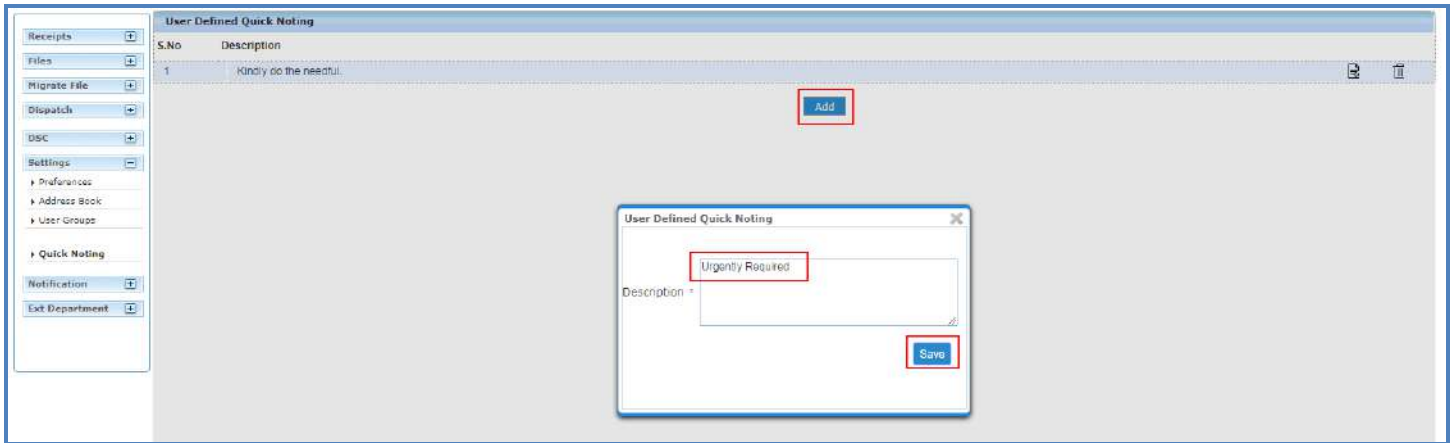 User Defined Quick Noting
Receipts
Files
Migrate File
Dispatch
DSC
Settings
Preferences
Address Book
User Groups
Quick Noting
Notification
Ext Department
S.No Description
1 Kindly do the needful.
Add
User Defined Quick Noting
Urgently Required
Description *
Save